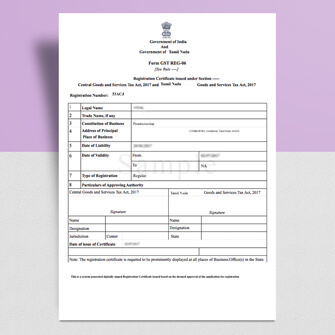 Government of India
And
Government of Tamil Nadu
Form GST REG-06
[See Rule ----]
Registration Certificate issued under Section -----
Central Goods and Services Tax Act, 2017 and Tamil Nadu Goods and Services Tax Act, 2017
Registration Number: 33ACJ
1 Legal Name
2 Trade Name, if any
3 Constitution of Business Proprietorship
4 Address of Principal
Place of Business
5 Date of Liability
6 Date of Validity From
To NA
7 Type of Registration Regular
8 Particulars of Approving Authority
Central Goods and Services Tax Act, 2017 Tamil Nadu Goods and Services Tax Act, 2017
Signature Signature
Name Name
Designation Designation
Jurisdiction Center State
Date of issue of Certificate
Note: The registration certificate is required to be prominently displayed at all places of Business/Office(s) in the State
This is a system generated digitally signed Registration Certificate issued based on the deemed approval of the application for registration
Sample